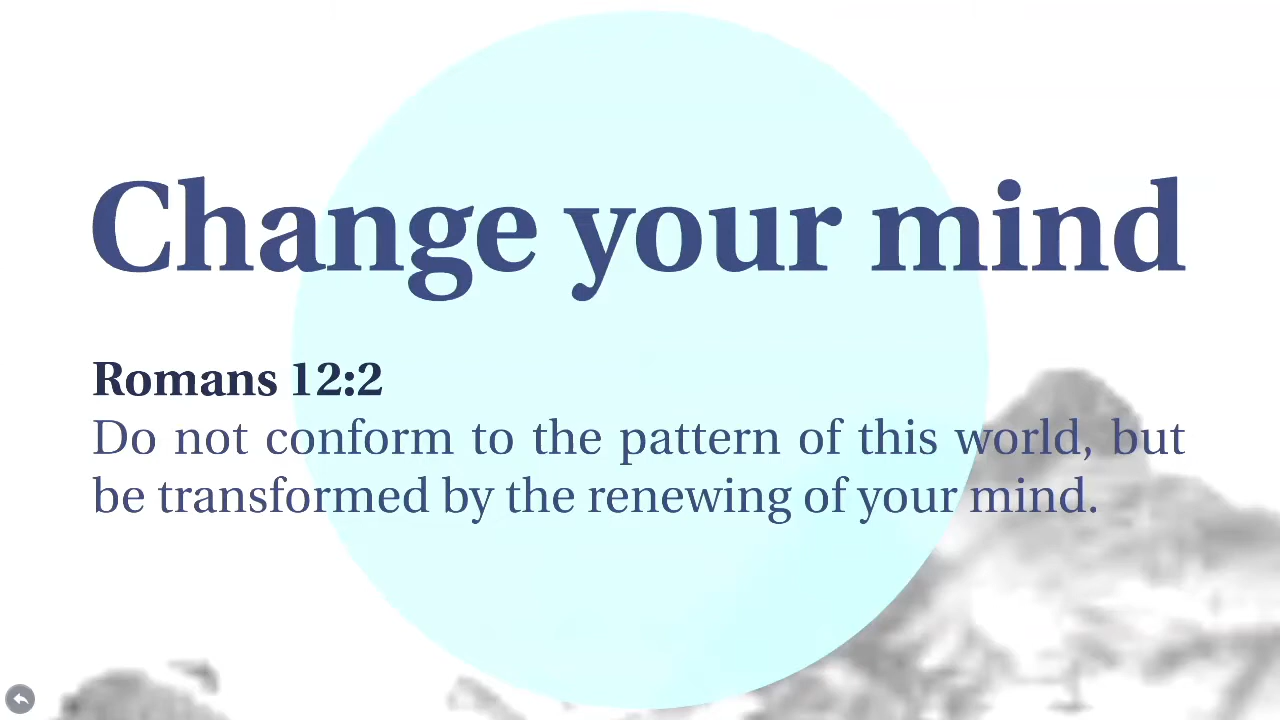 Change your mind
Romans 12:2
Do not conform to the pattern of this world, but
be transformed by the renewing of your mind.